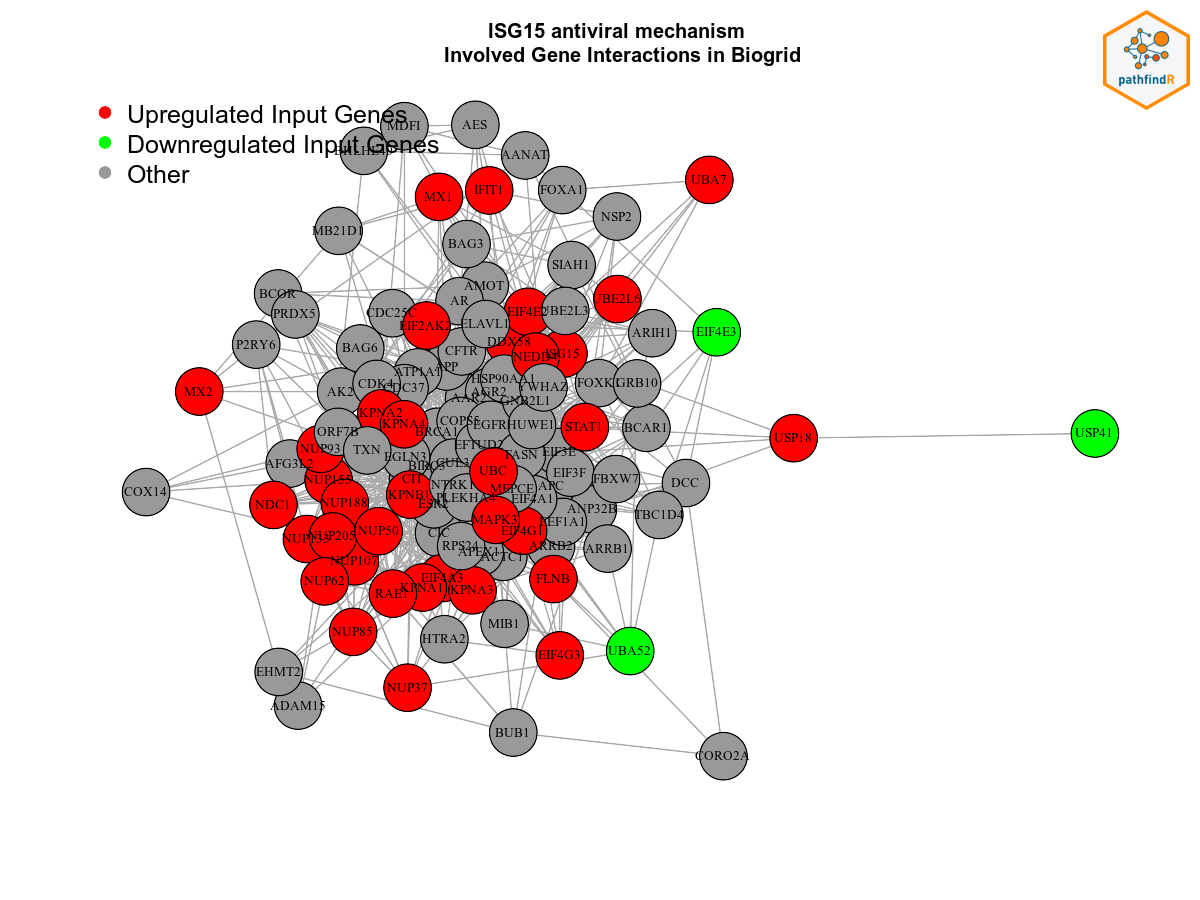 ISG15 antiviral mechanism
Involved Gene Interactions in Biogrid
pathfindR
Upregulated Input Genes
Downregulated Input Genes
Other
MDFI
AES
AANAT
UBA7
MX1
IFIT1
FOXA1
NSP2
MB21D1
BAG3
SIAH1
BCOR
PRDX5
AMOT
AR
UBE2L6
CDC25C
EIF2AK2
EIF4E2
UBE2L3
ELAVL1
ARIH1
EIF4E3
P2RY6
BAG6
CFTR
DDX58
NEDD4
ISG15
ATP1A1
APP
MX2
AK2
CDK4
CDC37
HSP90AA1
AGR2
YWHAZ
GNB2L1
FOXK
GRB10
KPNA2
KPNA4
BRCA1
COPS5
EGFR
HUWE1
STAT1
BCAR1
USP18
USP41
ORF7B
NUP93
TXN
EGLN3
EFTUD2
FASN
EIF3E
AFG3L2
BIRC3
CUL3
UBC
EIF3F
FBXW7
DCC
COX14
NUP155
CIT
KPNB1
NTRK1
MEPCE
APC
NDC1
NUP188
ESR2
PLEKHA4
EIF4A1
ANP32B
TBC1D4
NUP133
NUP205
NUP50
CIC
MAPK3
EIF4G1
EEF1A1
RPS24
APEX1
ACTC1
ARRB2
ARRB1
NUP107
NUP62
RAE1
KPNA1
EIF4A3
KPNA3
FLNB
NUP85
HTRA2
MIB1
EIF4G3
UBA52
EHMT2
NUP37
ADAM15
BUB1
CORO2A